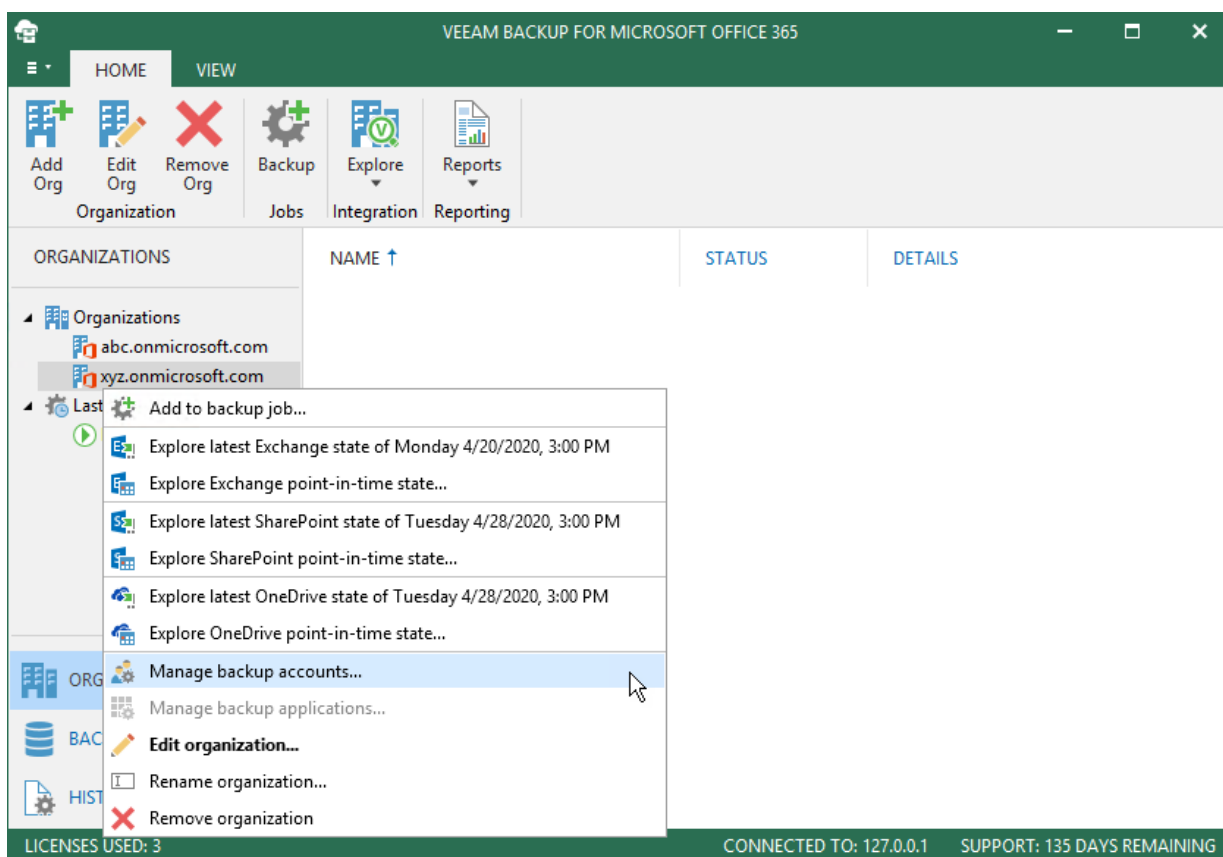 VEEAM BACKUP FOR MICROSOFT OFFICE 365
HOME VIEW
Add Org
Edit Org
Remove Org
Backup
Explore
Reports
Organization Jobs Integration Reporting
ORGANIZATIONS NAME STATUS DETAILS
Organizations
abc.onmicrosoft.com
xyz.onmicrosoft.com
Last
Add to backup job...
Explore latest Exchange state of Monday 4/20/2020, 3:00 PM
Explore Exchange point-in-time state...
Explore latest SharePoint state of Tuesday 4/28/2020, 3:00 PM
Explore SharePoint point-in-time state...
Explore latest OneDrive state of Tuesday 4/28/2020, 3:00 PM
Explore OneDrive point-in-time state...
ORG
Manage backup accounts...
Manage backup applications...
BAC
Edit organization...
Rename organization...
HIST
Remove organization
LICENSES USED: 3 CONNECTED TO: 127.0.0.1 SUPPORT: 135 DAYS REMAINING